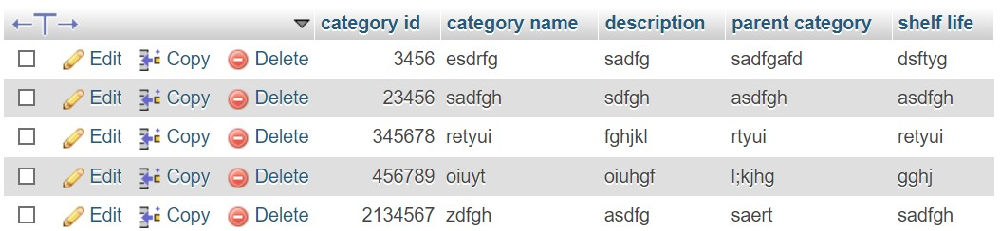 category id category name description parent category shelf life
Edit Copy Delete 3456 esdrfg sadfg sadfgafd dsftyg
Edit Copy Delete 23456 sadfgh sdfgh asdfgh asdfgh
Edit Copy Delete 345678 retyui fghjkl rtyui retyui
Edit Copy Delete 456789 oiuyt oiuhgf l;kjhg gghj
Edit Copy Delete 2134567 zdfgh asdfg saert sadfgh